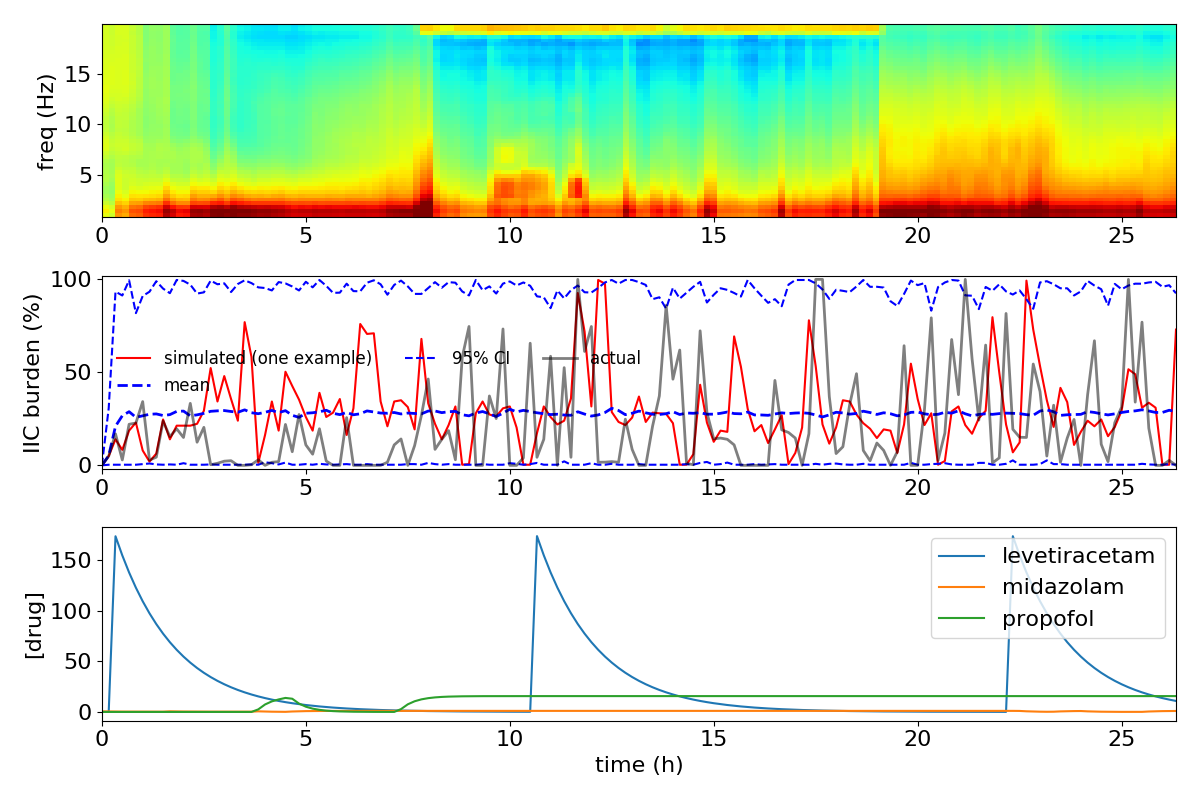 freq (Hz)
15
10
5
0 5 10 15 20 25
IIC burden (%)
100
50
0
simulated (one example) 95% CI actual
mean
0 5 10 15 20 25
[drug]
150
100
50
0
levetiracetam
midazolam
propofol
0 5 10 15 20 25
time (h)